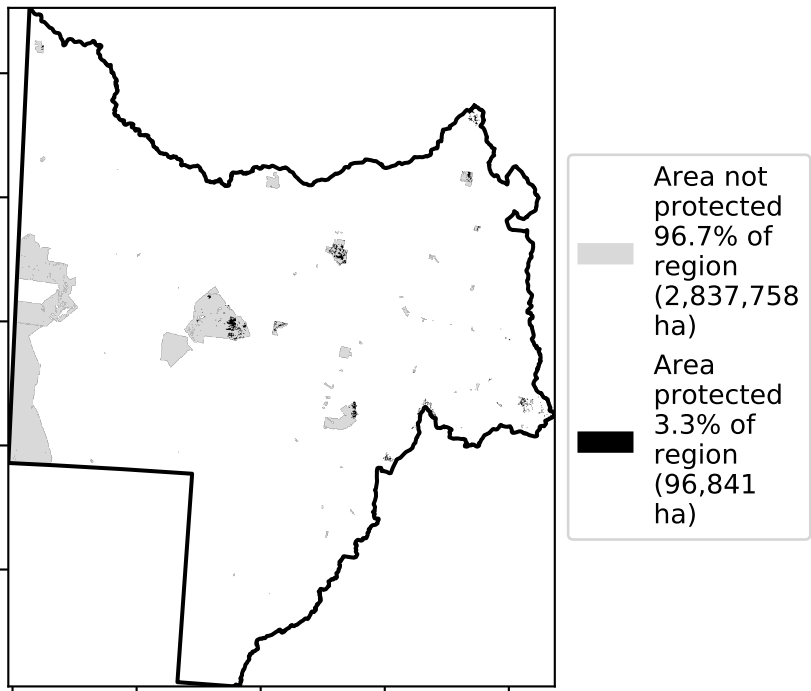 Area not
protected
96.7% of
region
(2,837,758
ha)
Area
protected
3.3% of
region
(96,841
ha)